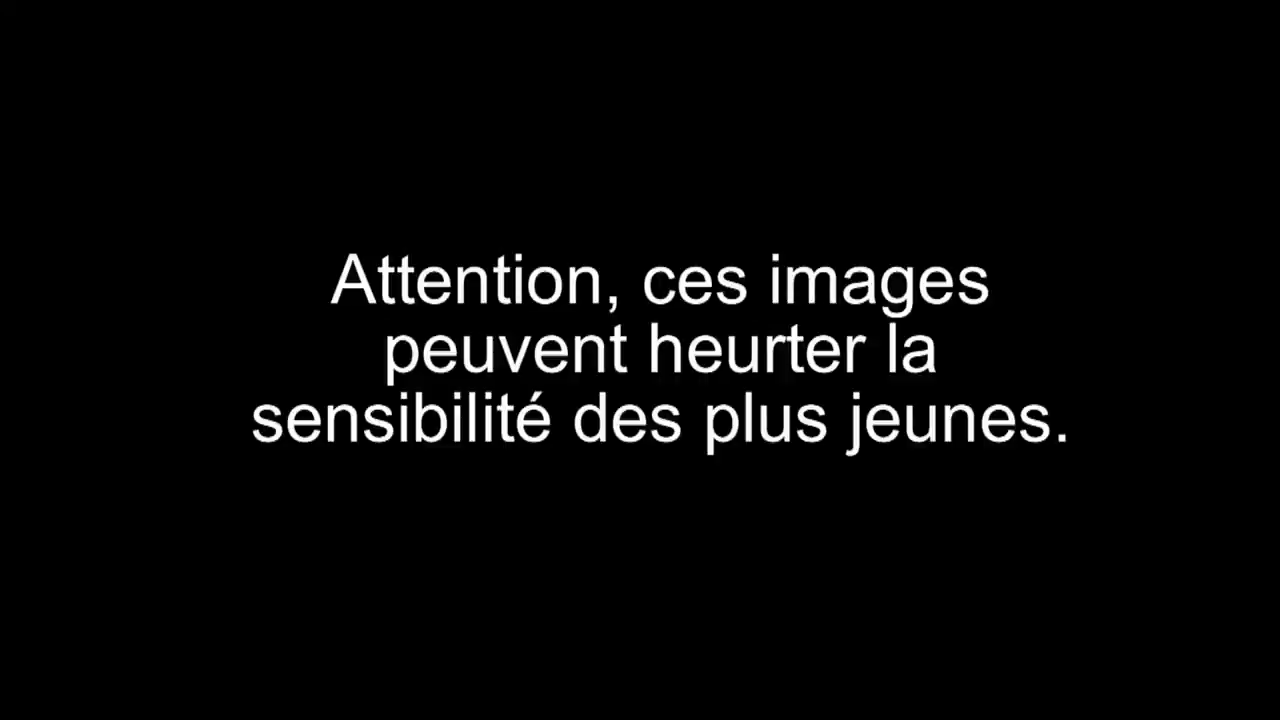 Attention, ces images
peuvent heurter la
sensibilité des plus jeunes.